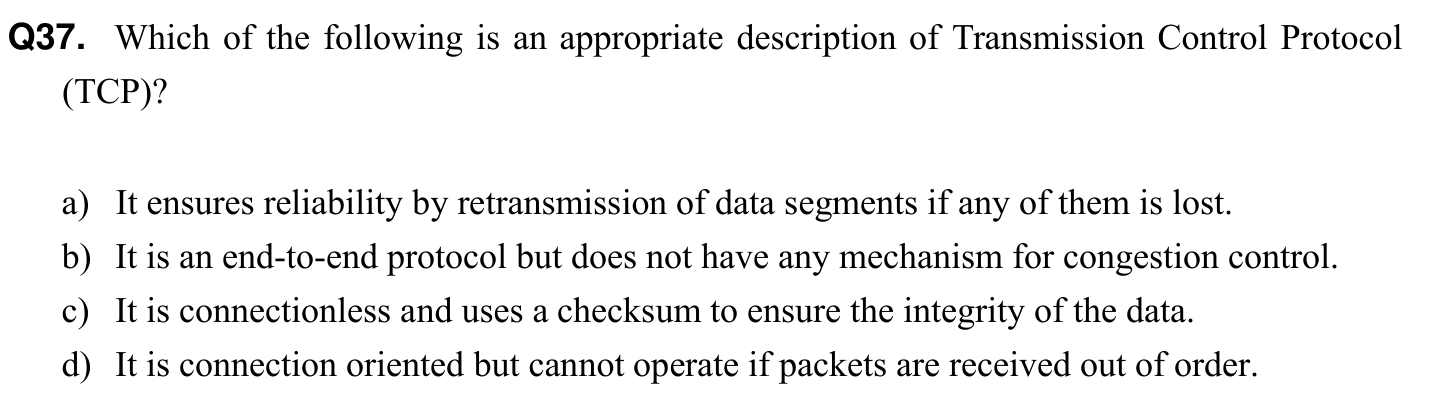 Q37. Which of the following is an appropriate description of Transmission Control Protocol
(TCP)?
a) It ensures reliability by retransmission of data segments if any of them is lost.
b) It is an end-to-end protocol but does not have any mechanism for congestion control.
c) It is connectionless and uses a checksum to ensure the integrity of the data.
d) It is connection oriented but cannot operate if packets are received out of order.